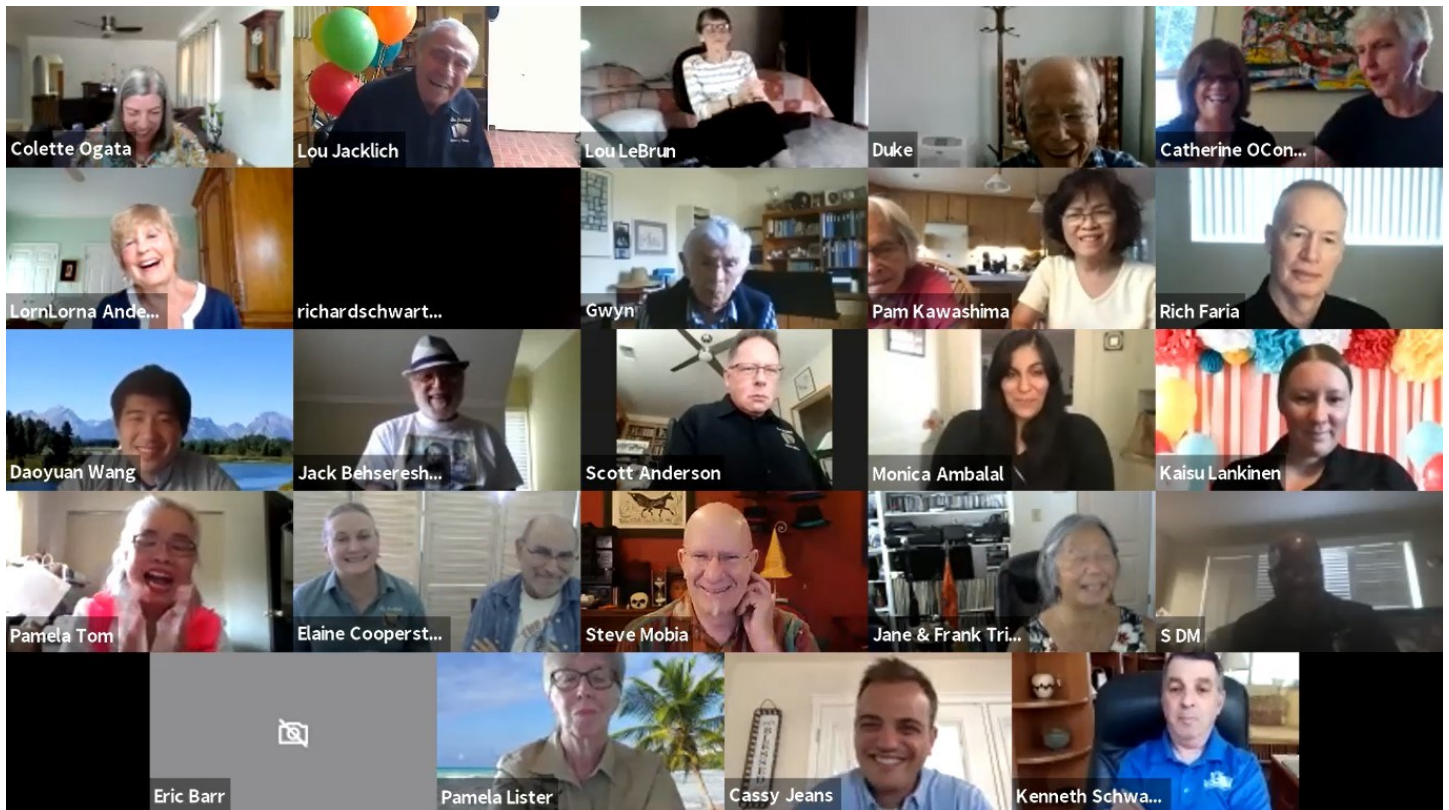 Colette Ogata
Lou Jacklich
Lou LeBrun
Duke
Catherine OCon...
LornLorna Ande...
richardschwart...
Gwyn
Pam Kawashima
Rich Faria
Daoyuan Wang
Jack Behseresh...
Scott Anderson
Monica Ambalal
Kaisu Lankinen
Pamela Tom
Elaine Cooperst...
Steve Mobia
Jane & Frank Tri...
S DM
Eric Barr
Pamela Lister
Cassy Jeans
Kenneth Schwa...